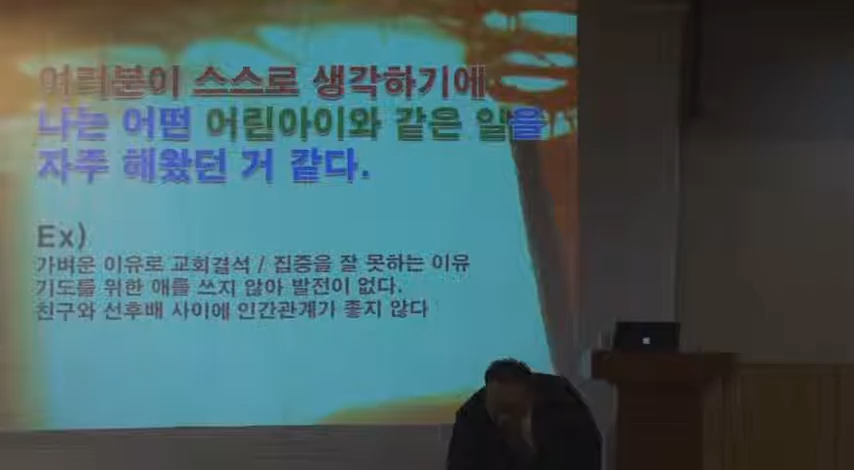 여러분이 스스로 생각하기에
나는 어떤 어린아이와 같은 일을
자주 해왔던 거 같다.
Ex)
가벼운 이유로 교회결석 / 집중을 잘 못하는 이유
기도를 위한 애를 쓰지 않아 발전이 없다.
친구와 선후배 사이에 인간관계가 좋지 않다